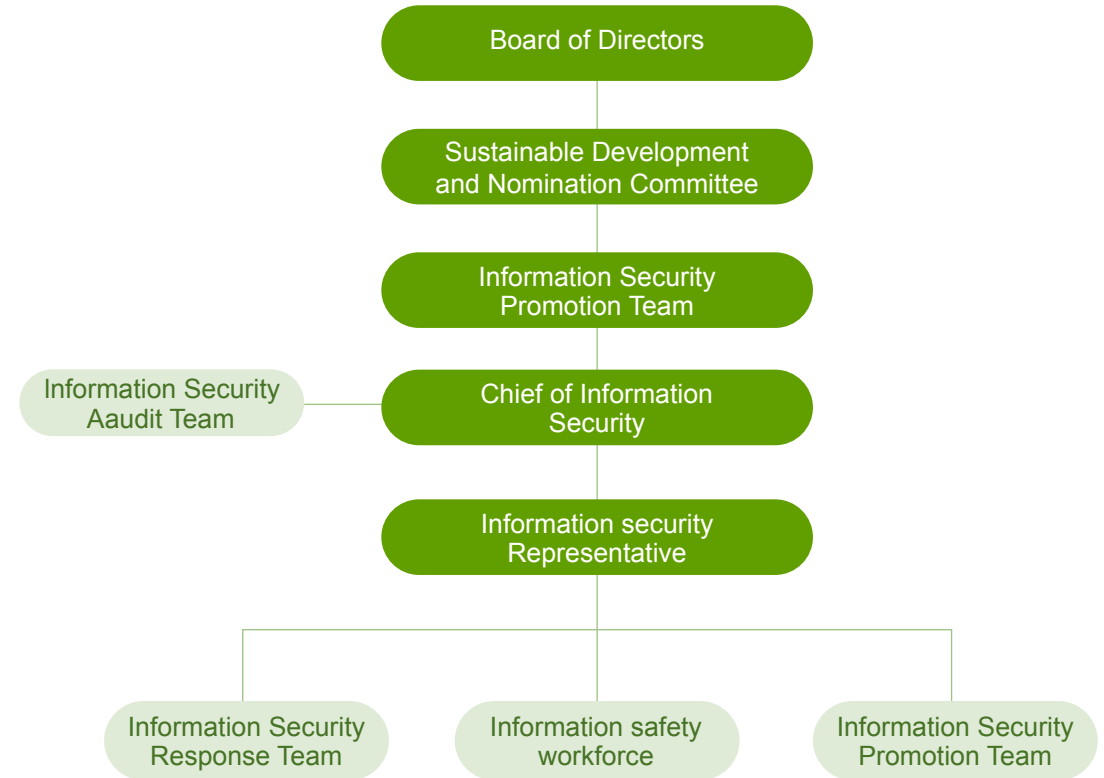 Board of Directors
Sustainable Development
and Nomination Committee
Information Security
Promotion Team
Information Security
Aaudit Team
Chief of Information
Security
Information security
Representative
Information Security
Response Team
Information safety
workforce
Information Security
Promotion Team